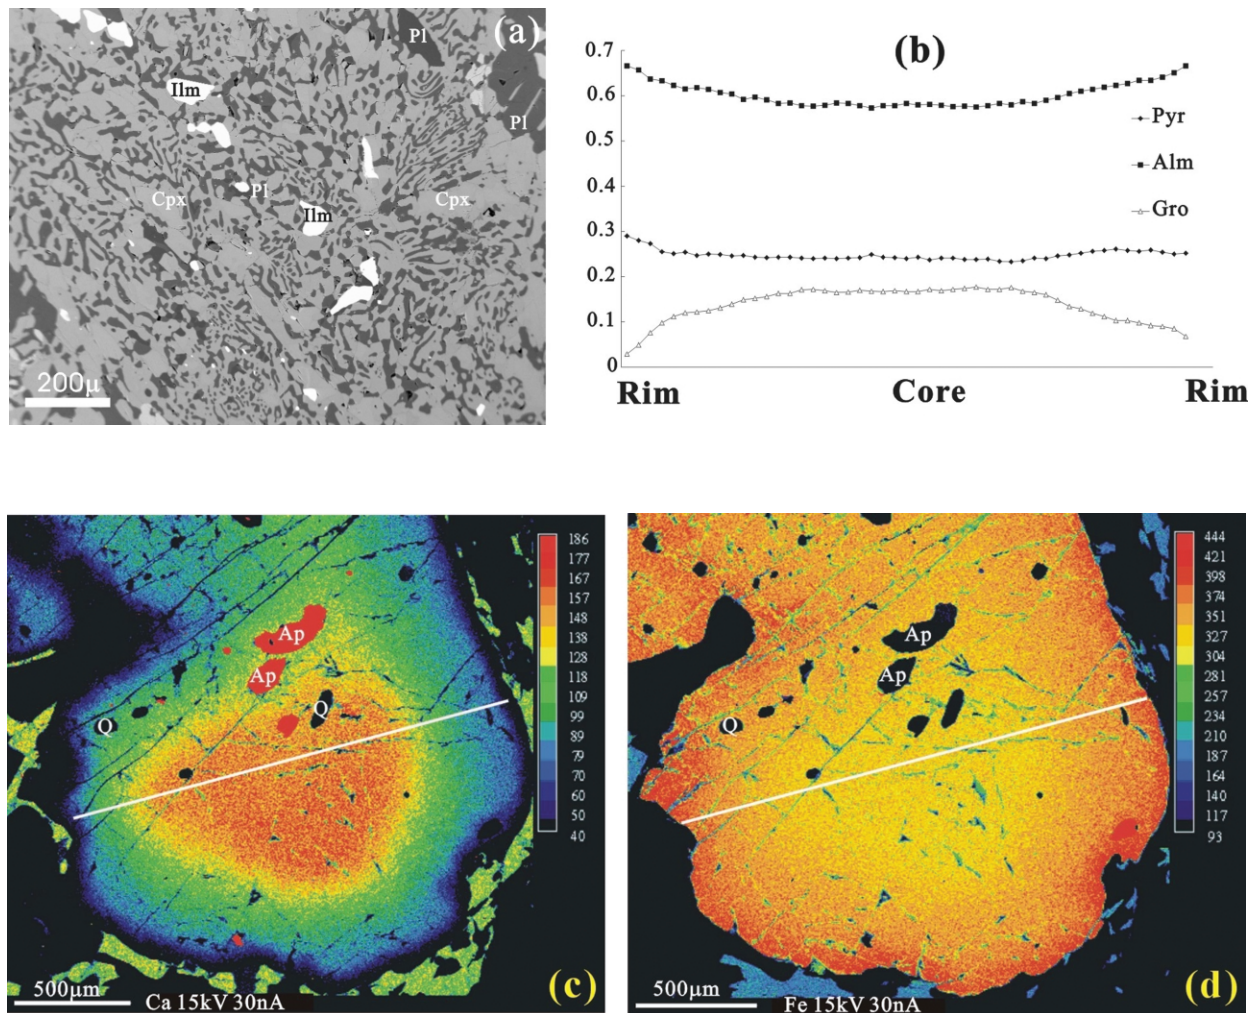 (a)
Pl
Ilm
Pl
Cpx
Pl
Cpx
Ilm
200μ
(b)
0.7
0.6
0.5
0.4
0.3
0.2
0.1
0
Pyr
Alm
Gro
Rim
Core
Rim
186
177
167
157
148
138
128
118
109
99
89
79
70
60
50
40
Ap
Ap
Q
Q
500μm
Ca 15kV 30nA
(c)
444
421
398
374
351
327
304
281
257
234
210
187
164
140
117
93
Ap
Ap
Q
500μm
Fe 15kV 30nA
(d)